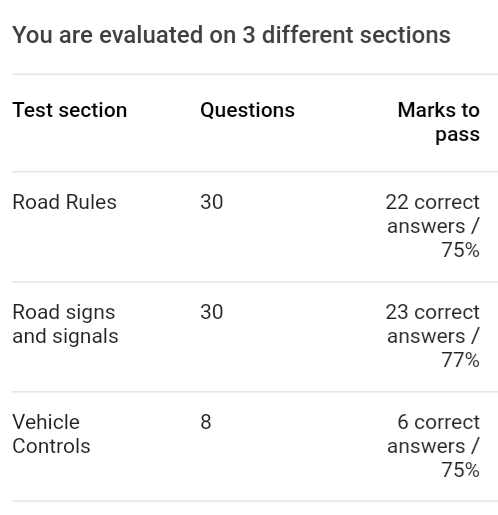 You are evaluated on 3 different sections
Test section Questions Marks to
pass
Road Rules 30 22 correct
answers /
75%
Road signs 30 23 correct
and signals answers /
77%
Vehicle 8 6 correct
Controls answers /
75%